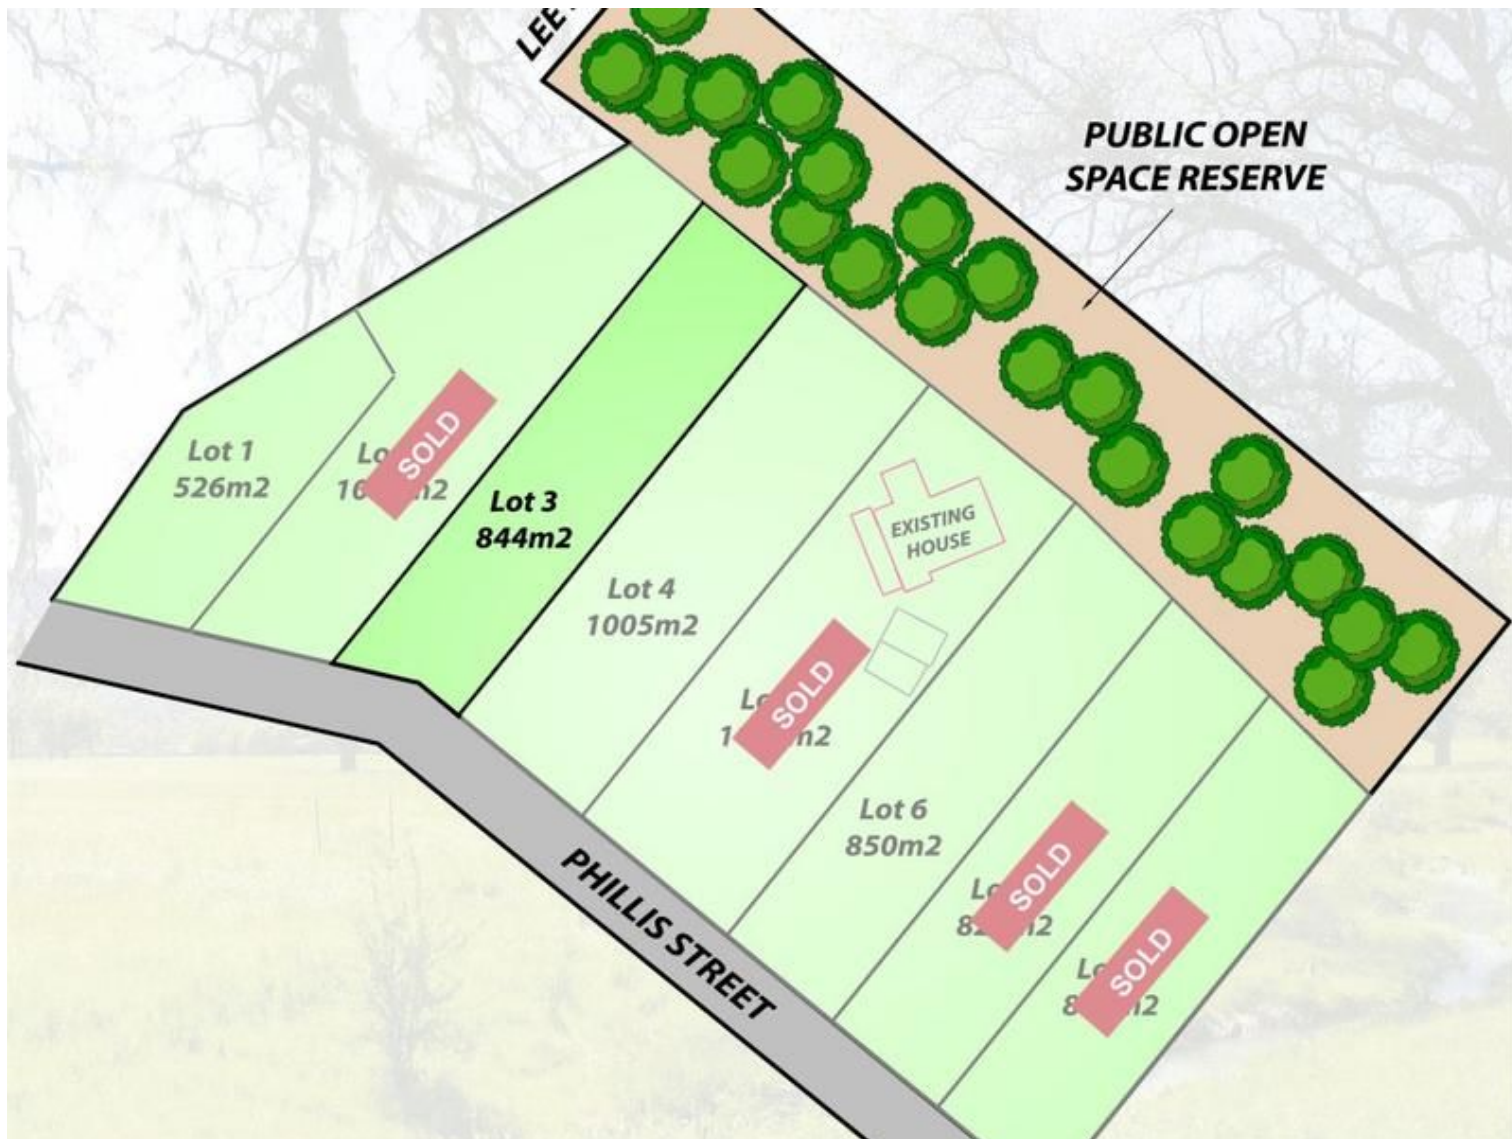 PUBLIC OPEN
SPACE RESERVE
Lot 1
526m2
SOLD
Lot 3
844m2
EXISTING
HOUSE
Lot 4
1005m2
SOLD
Lot 6
850m2
SOLD
SOLD
PHILLIS STREET